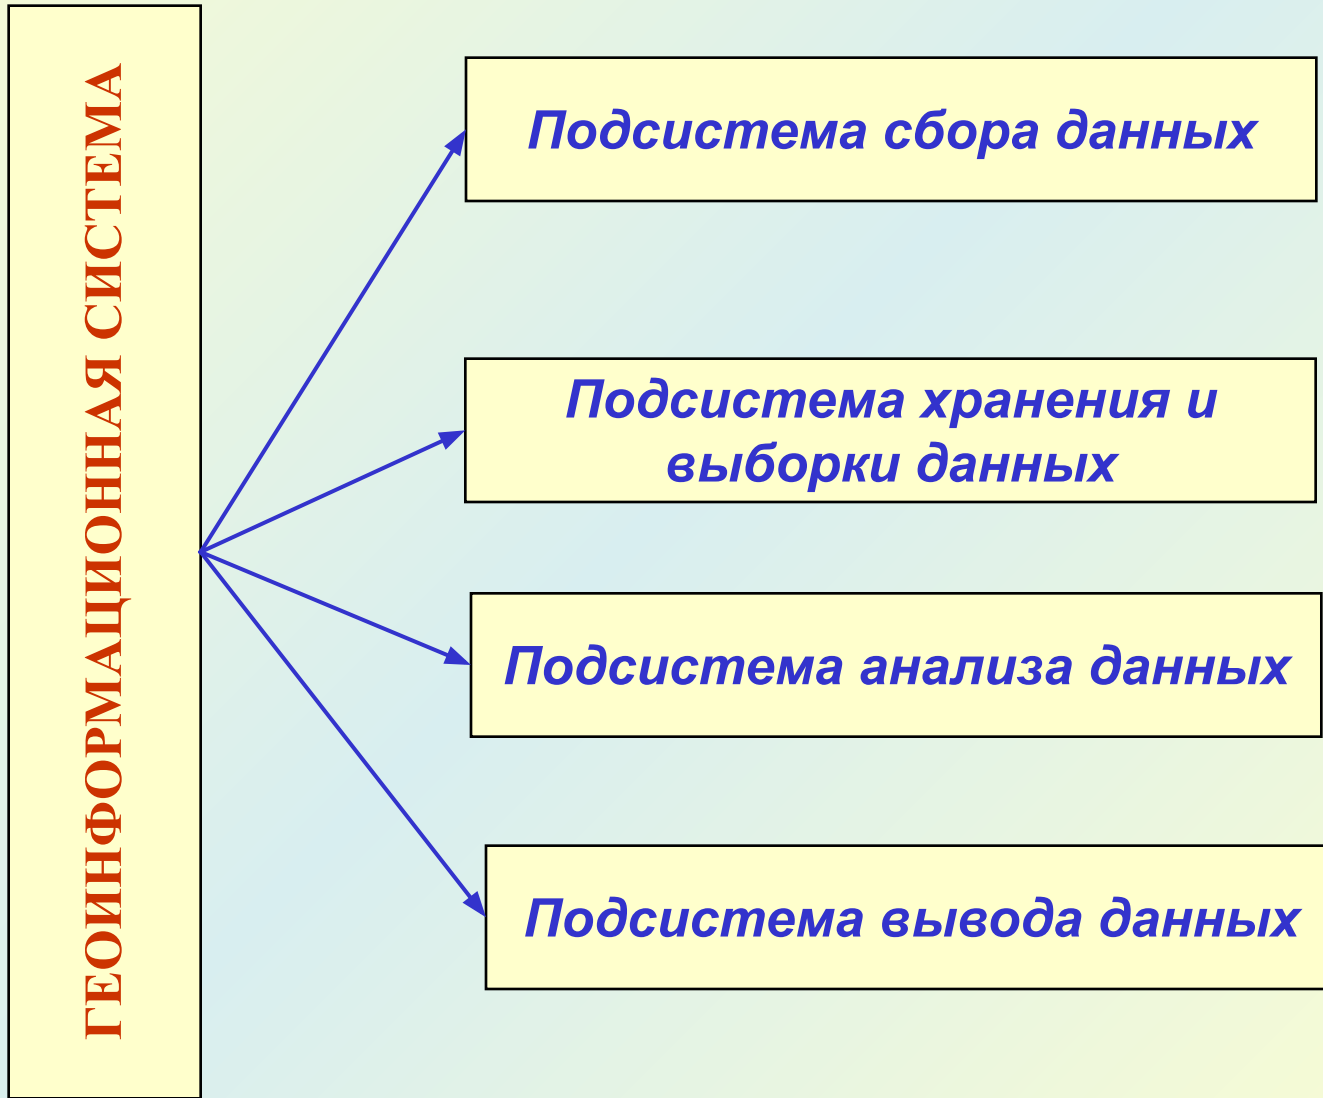 ГЕОИНФОРМАЦИОННАЯ СИСТЕМА
Подсистема сбора данных
Подсистема хранения и
выборки данных
Подсистема анализа данных
Подсистема вывода данных